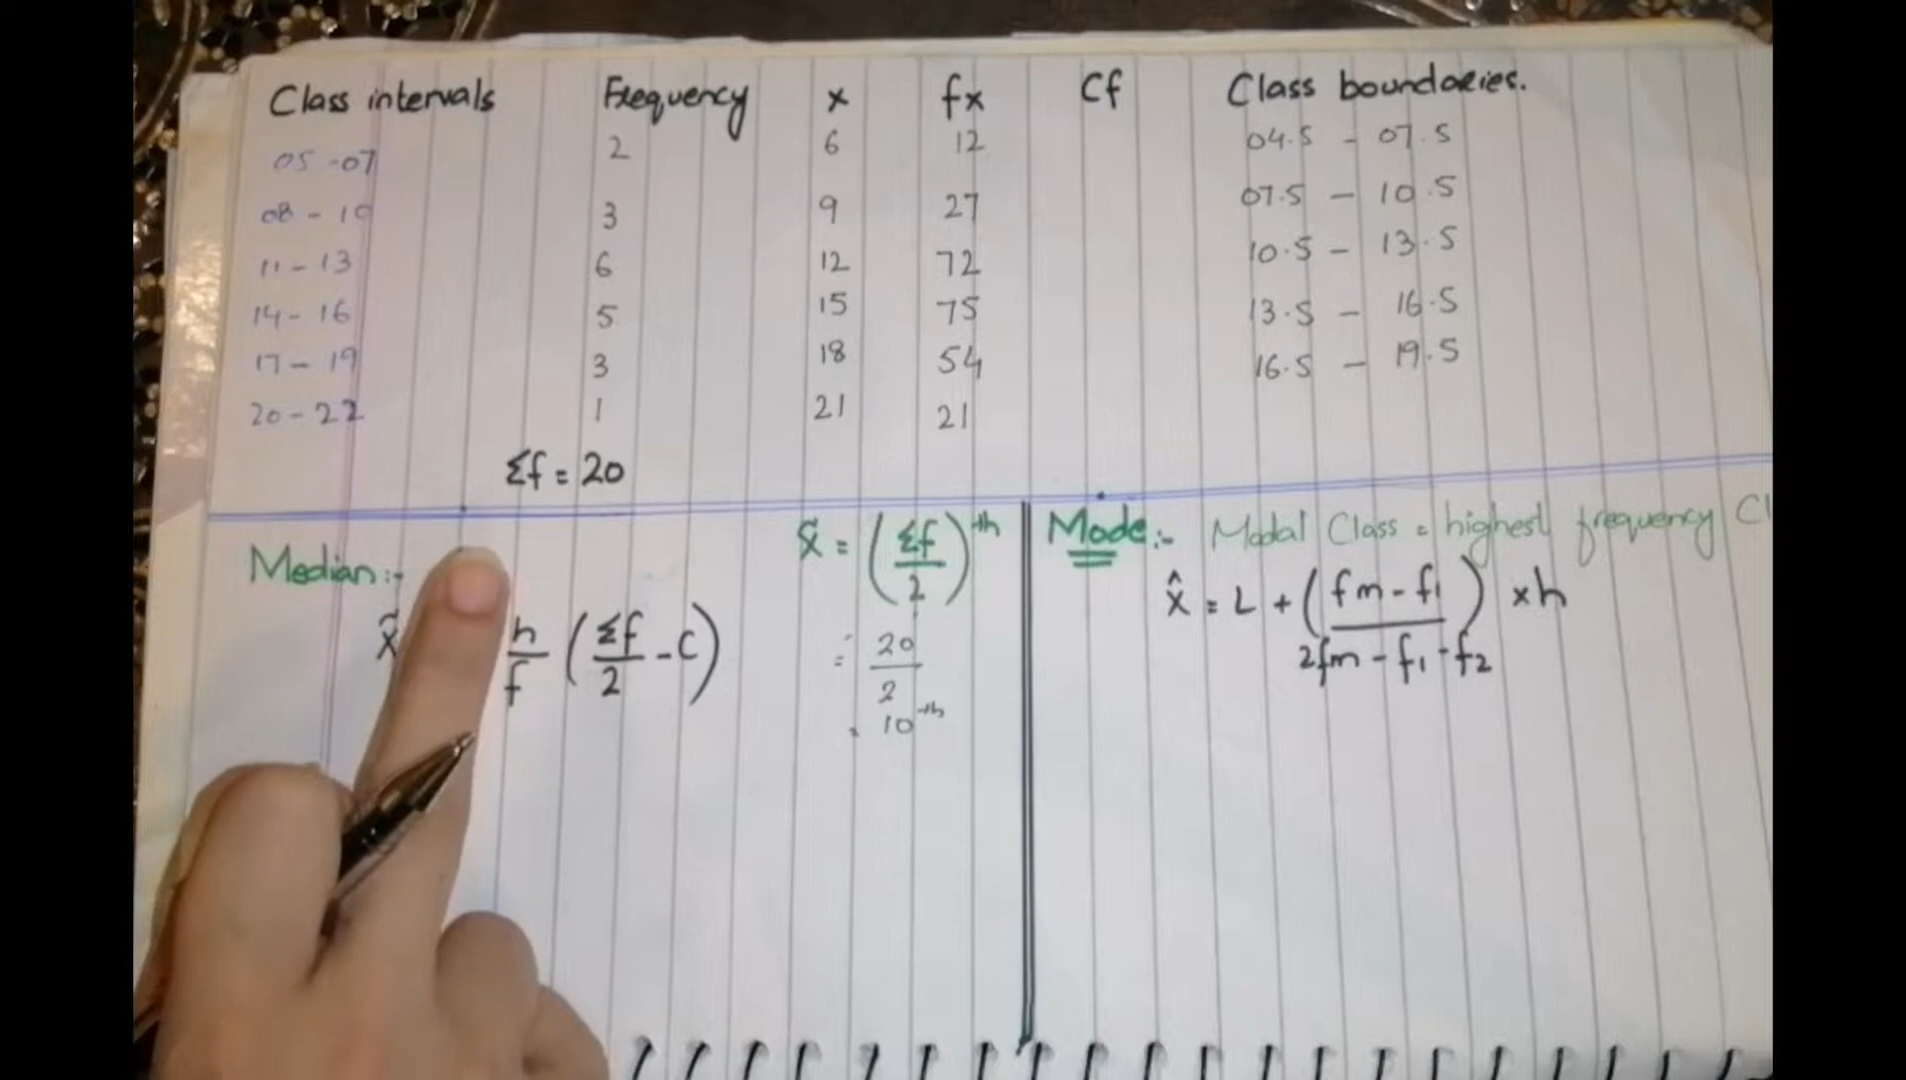 Class intervals Frequency x fx Cf Class boundaries.
05 - 07 2 6 12 04.5 - 07.5
08 - 10 3 9 27 07.5 - 10.5
11 - 13 6 12 72 10.5 - 13.5
14 - 16 5 15 75 13.5 - 16.5
17 - 19 3 18 54 16.5 - 19.5
20 - 22 1 21 21
Σf = 20
Median:-
x̃ h/f (Σf/2 - C)
x̃ = (Σf/2)th
= 20/2
= 10th
Mode:- Modal Class = highest frequency Cl
x̂ = L + (fm - f1 / 2fm - f1 - f2) × h